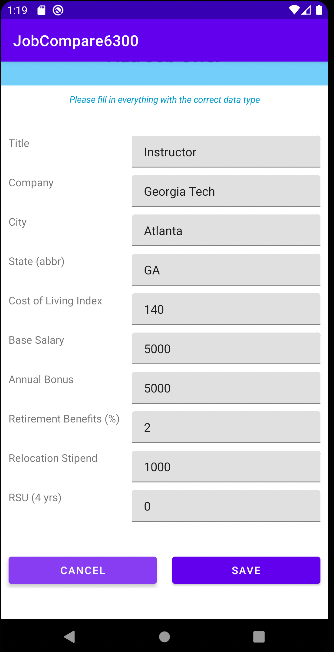 1:19
JobCompare6300
Please fill in everything with the correct data type
Title
Instructor
Company
Georgia Tech
City
Atlanta
State (abbr)
GA
Cost of Living Index
140
Base Salary
5000
Annual Bonus
5000
Retirement Benefits (%)
2
Relocation Stipend
1000
RSU (4 yrs)
0
CANCEL
SAVE